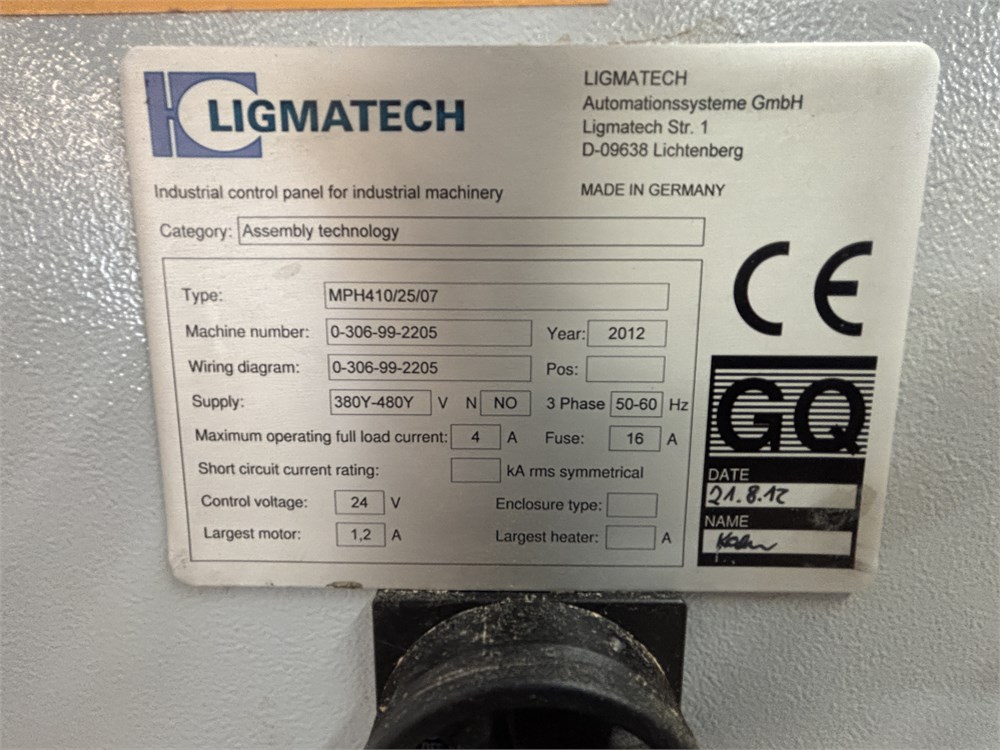 LIGMATECH
LIGMATECH
Automationssysteme GmbH
Ligmatech Str. 1
D-09638 Lichtenberg
Industrial control panel for industrial machinery
MADE IN GERMANY
Category: Assembly technology
Type: MPH410/25/07
Machine number: 0-306-99-2205 Year: 2012
Wiring diagram: 0-306-99-2205 Pos:
Supply: 380Y-480Y V N NO 3 Phase 50-60 Hz
Maximum operating full load current: 4 A Fuse: 16 A
Short circuit current rating: kA rms symmetrical
Control voltage: 24 V Enclosure type:
Largest motor: 1,2 A Largest heater: A
CE
GQ
DATE
21.8.12
NAME